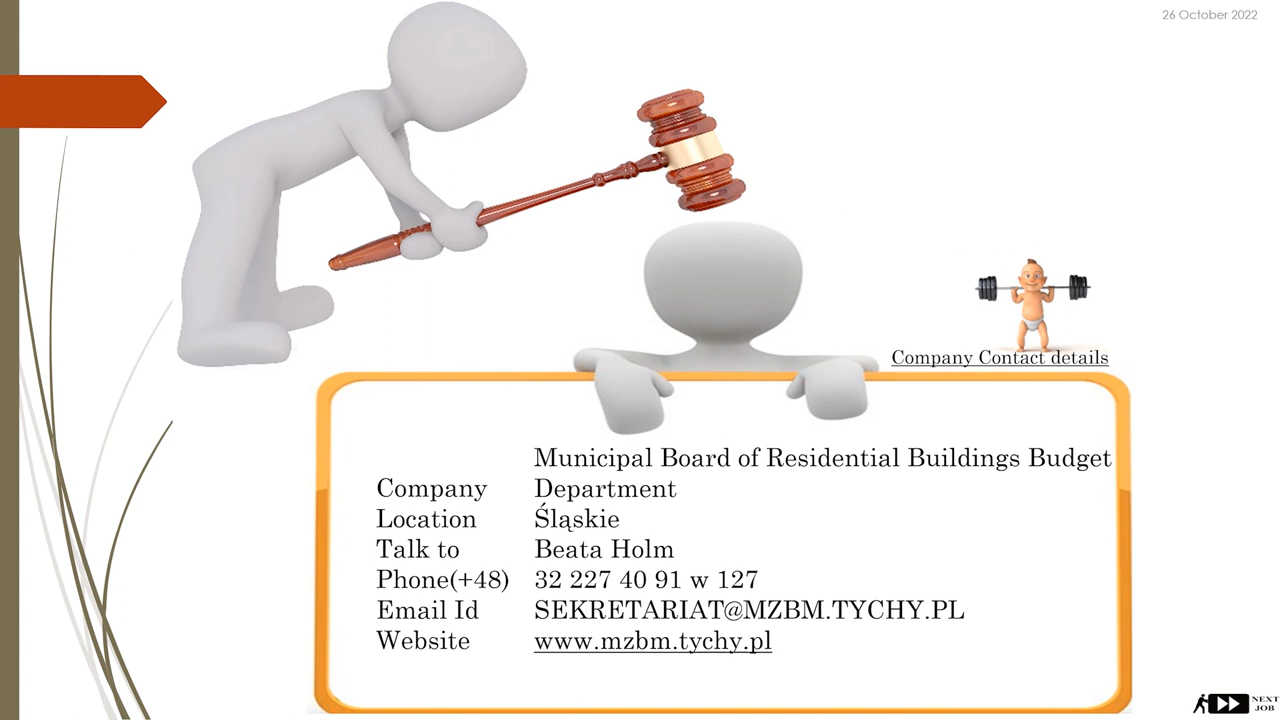 26 October 2022
Company Contact details
Municipal Board of Residential Buildings Budget
Company Department
Location Śląskie
Talk to Beata Holm
Phone(+48) 32 227 40 91 w 127
Email Id SEKRETARIAT@MZBM.TYCHY.PL
Website www.mzbm.tychy.pl
NEXT
JOB